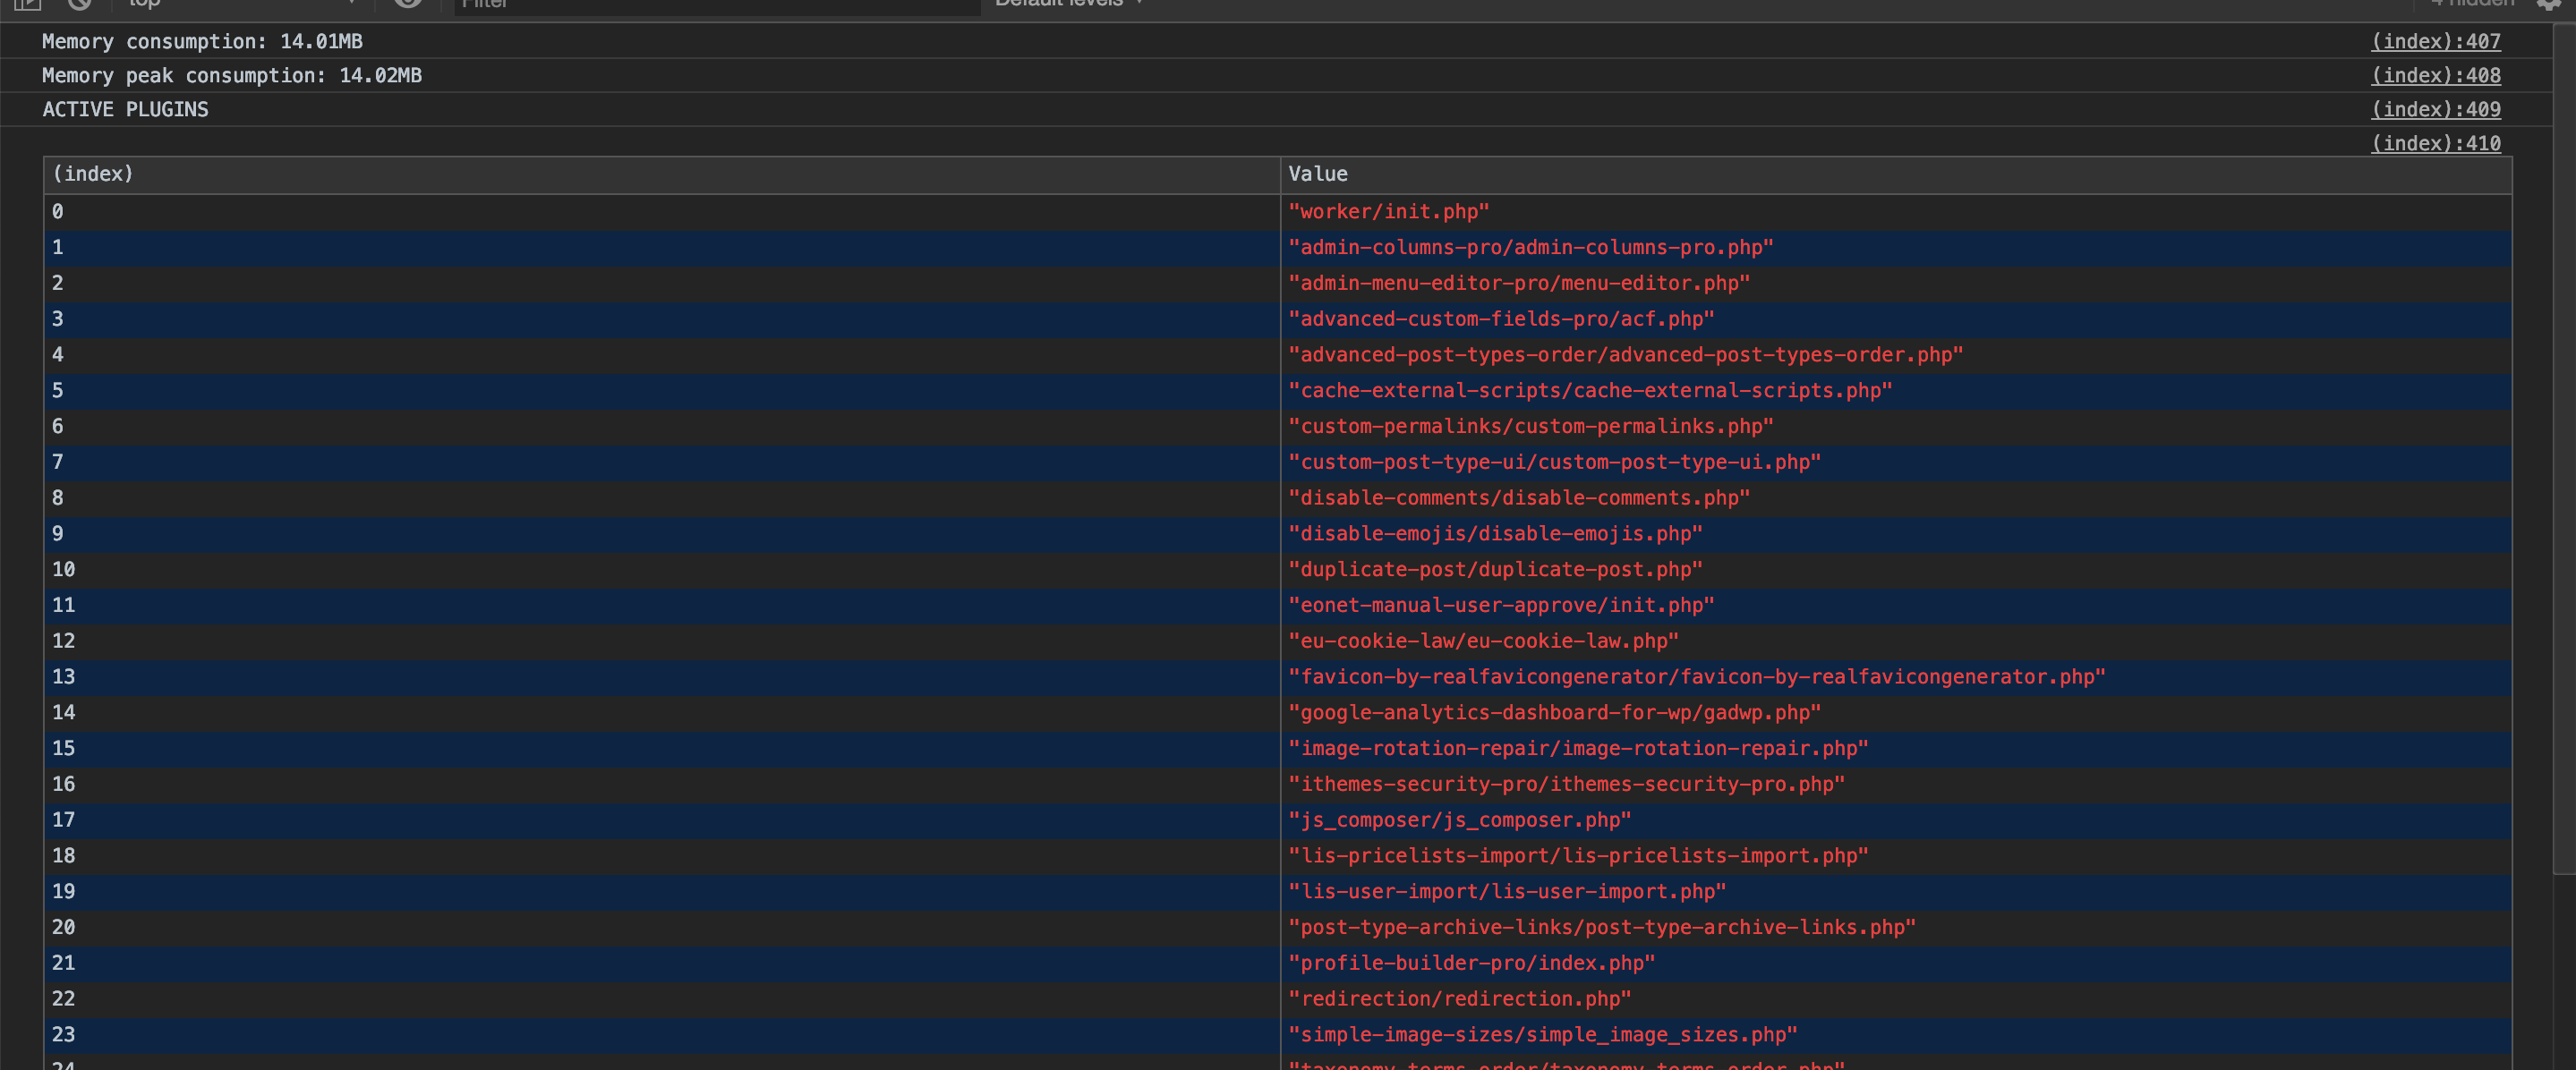 top Filter Default levels 4 hidden
Memory consumption: 14.01MB (index):407
Memory peak consumption: 14.02MB (index):408
ACTIVE PLUGINS (index):409
(index):410
(index) Value
0 "worker/init.php"
1 "admin-columns-pro/admin-columns-pro.php"
2 "admin-menu-editor-pro/menu-editor.php"
3 "advanced-custom-fields-pro/acf.php"
4 "advanced-post-types-order/advanced-post-types-order.php"
5 "cache-external-scripts/cache-external-scripts.php"
6 "custom-permalinks/custom-permalinks.php"
7 "custom-post-type-ui/custom-post-type-ui.php"
8 "disable-comments/disable-comments.php"
9 "disable-emojis/disable-emojis.php"
10 "duplicate-post/duplicate-post.php"
11 "eonet-manual-user-approve/init.php"
12 "eu-cookie-law/eu-cookie-law.php"
13 "favicon-by-realfavicongenerator/favicon-by-realfavicongenerator.php"
14 "google-analytics-dashboard-for-wp/gadwp.php"
15 "image-rotation-repair/image-rotation-repair.php"
16 "ithemes-security-pro/ithemes-security-pro.php"
17 "js_composer/js_composer.php"
18 "lis-pricelists-import/lis-pricelists-import.php"
19 "lis-user-import/lis-user-import.php"
20 "post-type-archive-links/post-type-archive-links.php"
21 "profile-builder-pro/index.php"
22 "redirection/redirection.php"
23 "simple-image-sizes/simple_image_sizes.php"
24 "taxonomy-terms-order/taxonomy-terms-order.php"